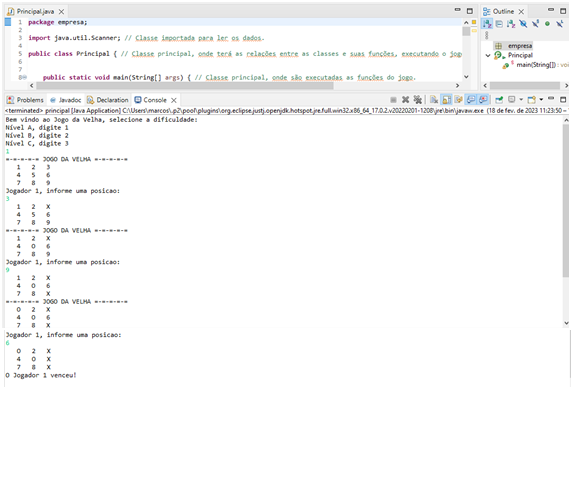 Principal.java
1 package empresa;
2
3 import java.util.Scanner; // Classe importada para ler os dados.
4
5 public class Principal { // Classe principal, onde terá as relações entre as classes e suas funções, executando o jogo
6
7
8 public static void main(String[] args) { // Classe principal, onde são executadas as funções do jogo.
Outline
empresa
Principal
main(String[]) : vo
Problems Javadoc Declaration Console
<terminated> principal [Java Application] C:\Users\marcos\.p2\pool\plugins\org.eclipse.justj.openjdk.hotspot.jre.full.win32.x86_64_17.0.2.v20220201-1208\jre\bin\javaw.exe (18 de fev. de 2023 11:23:50 –
Bem vindo ao Jogo da Velha, selecione a dificuldade:
Nível A, digite 1
Nível B, digite 2
Nível C, digite 3
1
=-=-=-=-= JOGO DA VELHA =-=-=-=-=
1 2 3
4 5 6
7 8 9
Jogador 1, informe uma posicao:
3
1 2 X
4 5 6
7 8 9
=-=-=-=-= JOGO DA VELHA =-=-=-=-=
1 2 X
4 0 6
7 8 9
Jogador 1, informe uma posicao:
9
1 2 X
4 0 6
7 8 X
=-=-=-=-= JOGO DA VELHA =-=-=-=-=
0 2 X
4 0 6
7 8 X
Jogador 1, informe uma posicao:
6
0 2 X
4 0 X
7 8 X
O Jogador 1 venceu!